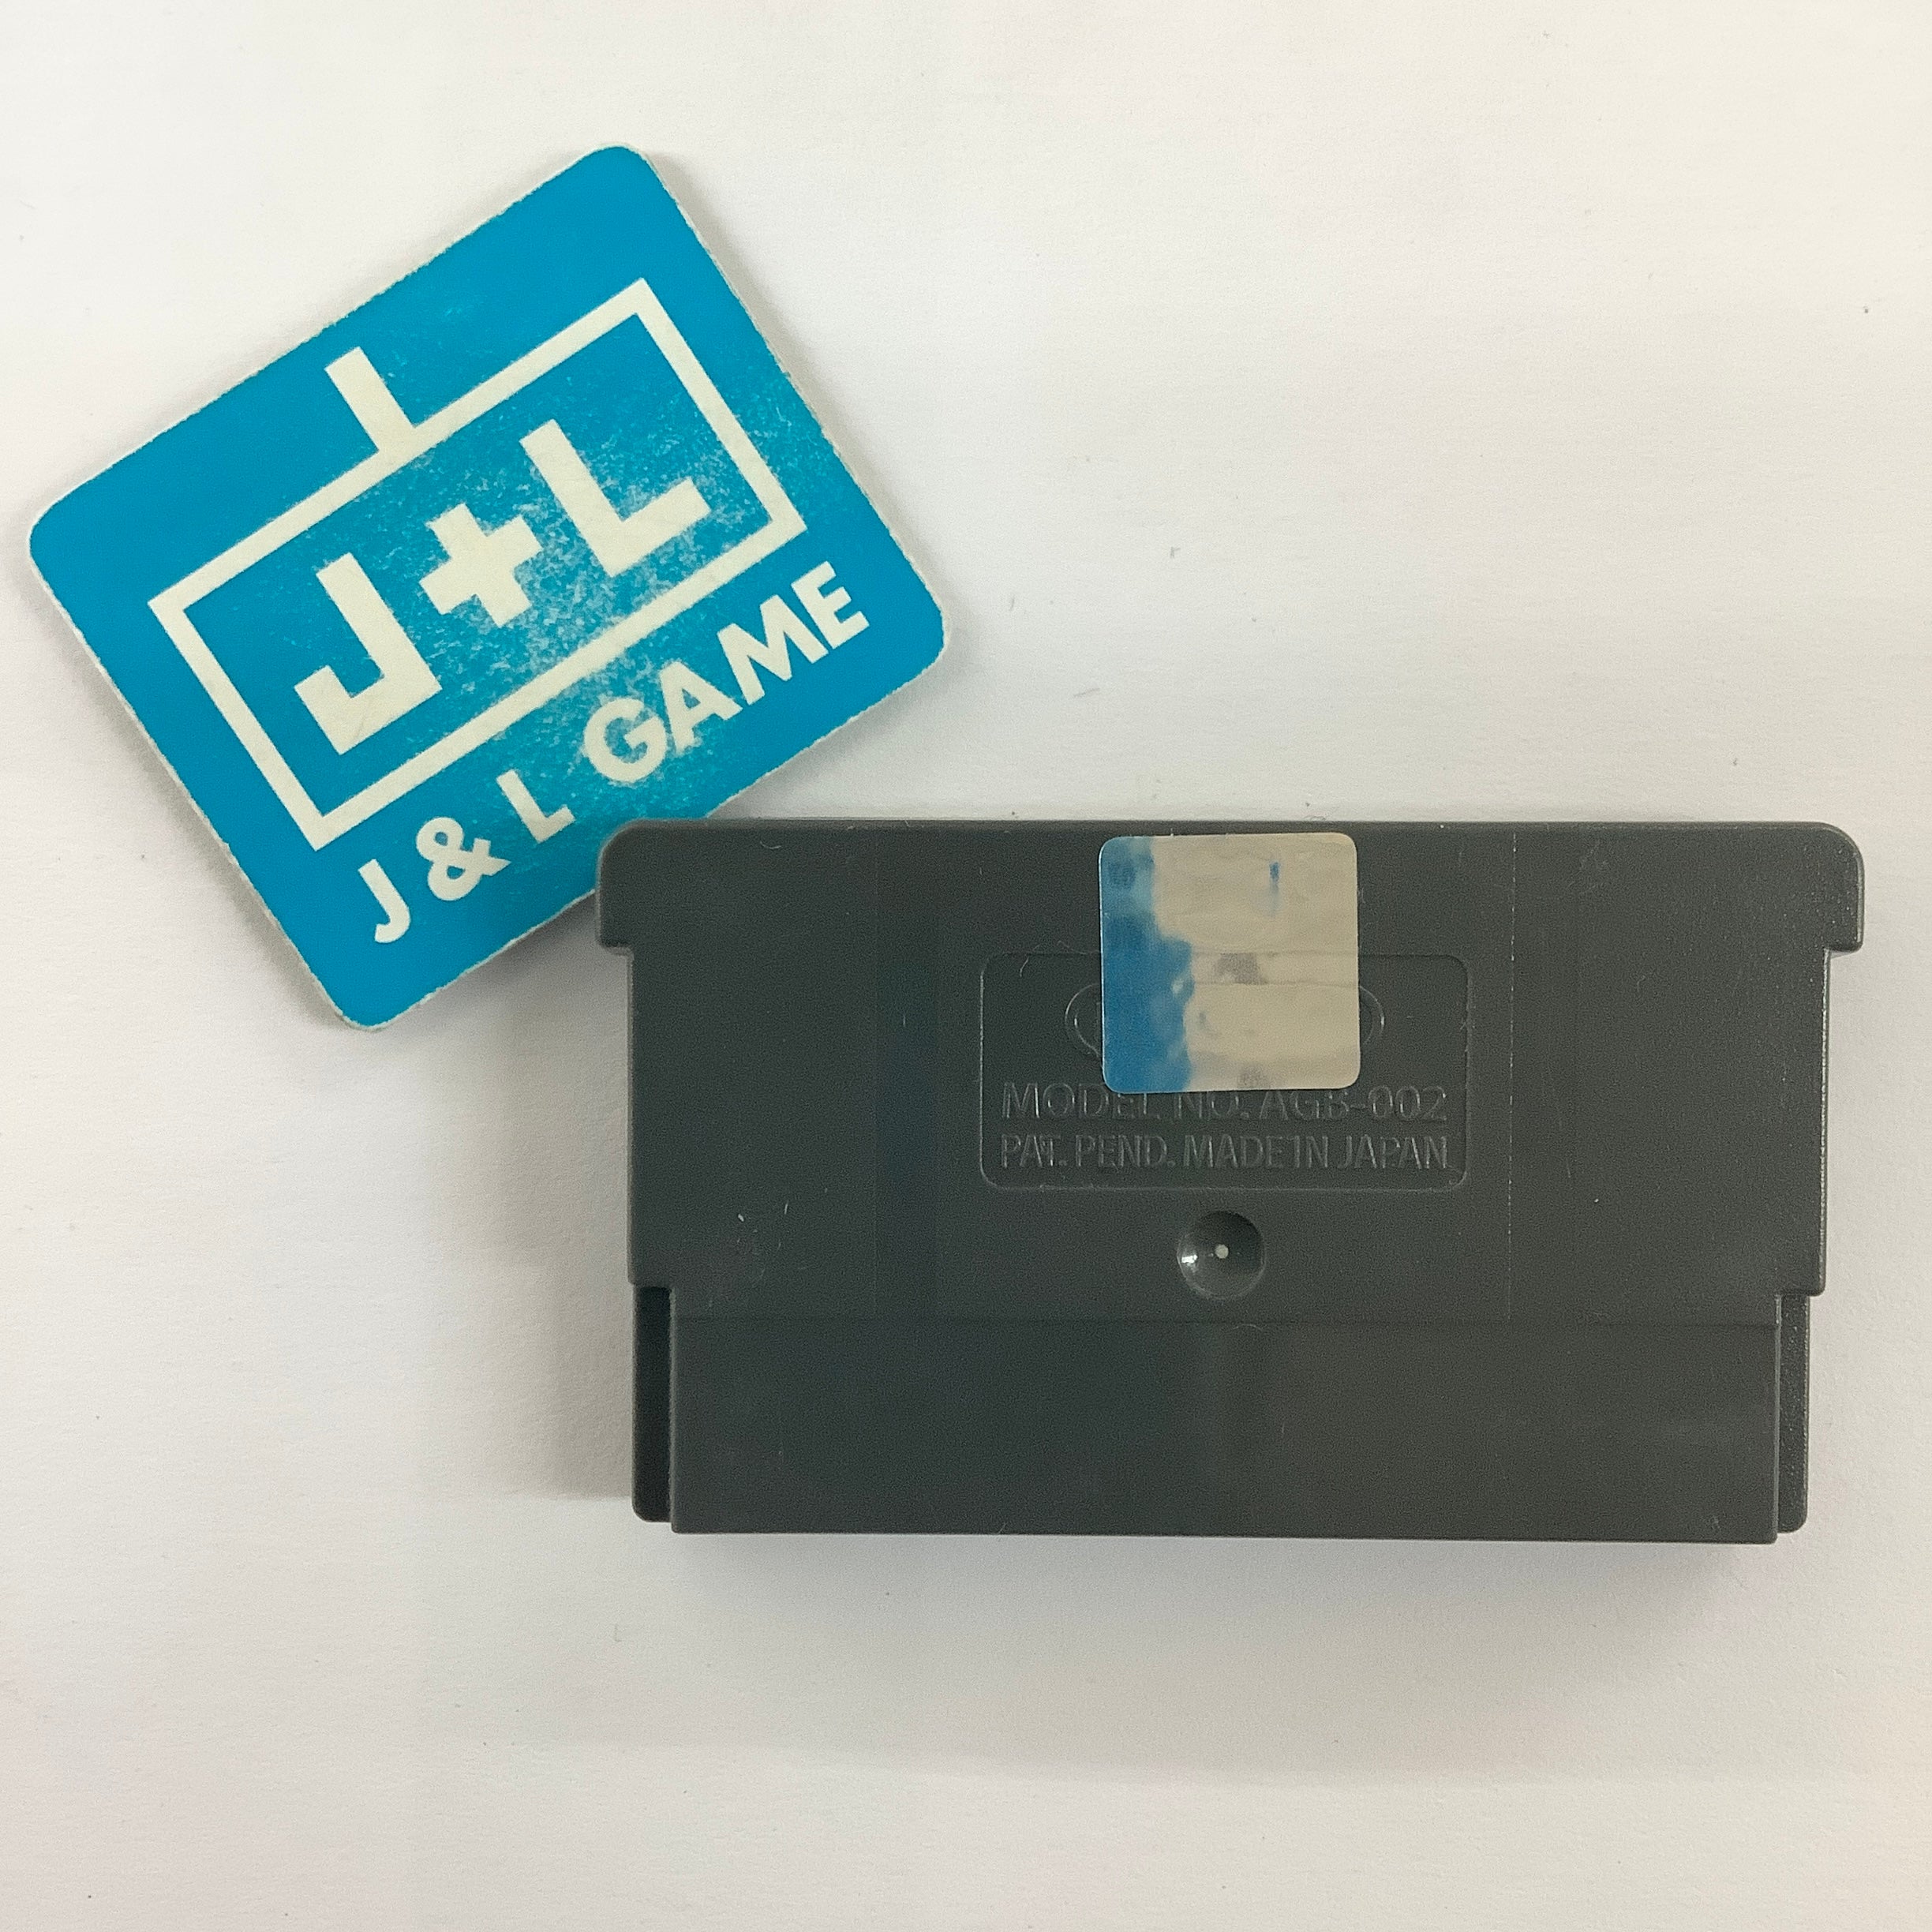 J+L
J & L GAME
MODEL NO. AGB-002
PAT. PEND. MADE IN JAPAN